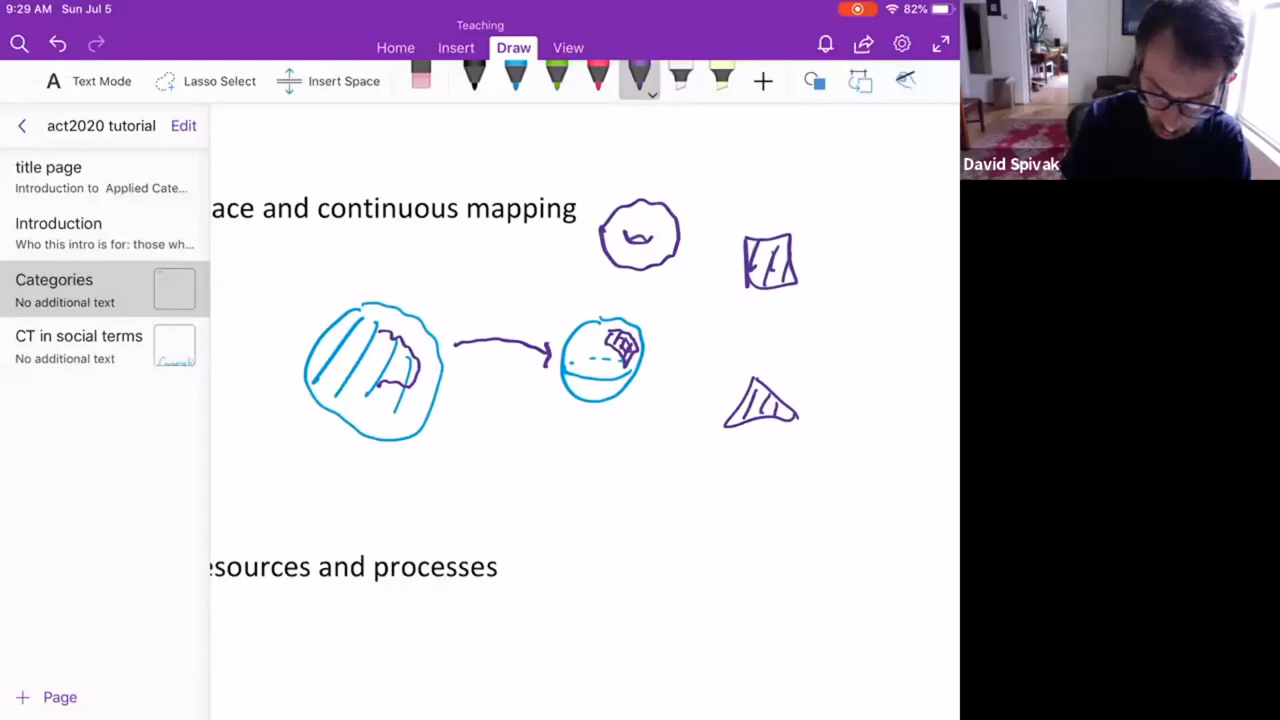 9:29 AM Sun Jul 5
82%
Teaching
Home Insert Draw View
A Text Mode Lasso Select Insert Space
act2020 tutorial Edit
title page
Introduction to Applied Cate...
Introduction
Who this intro is for: those wh...
Categories
No additional text
CT in social terms
No additional text
Page
ace and continuous mapping
esources and processes
David Spivak